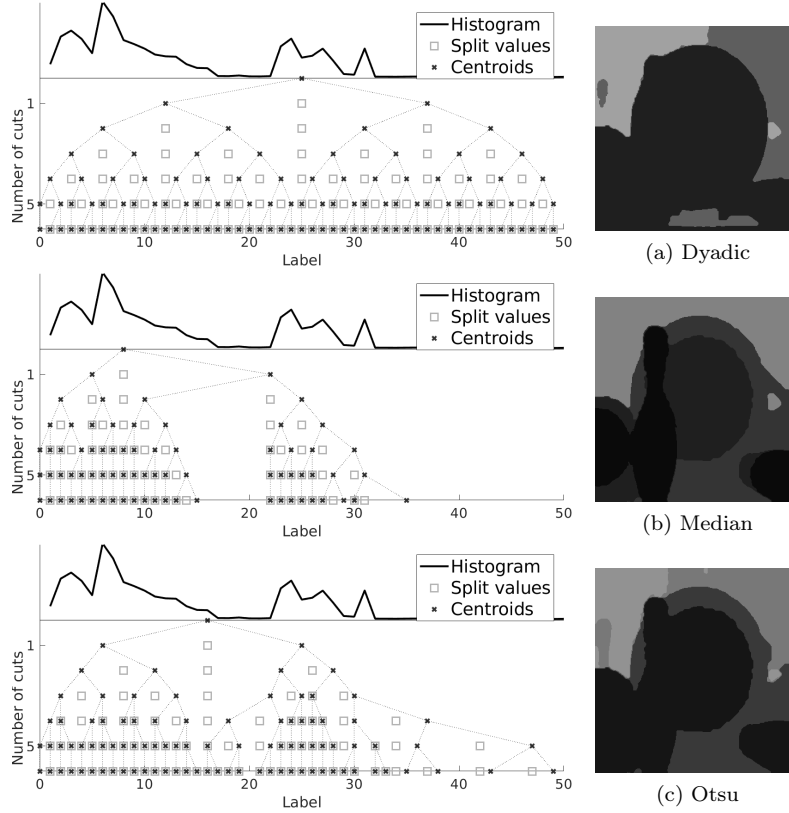 Histogram
Split values
Centroids
Number of cuts
1
5
0 10 20 30 40 50
Label
(a) Dyadic
Histogram
Split values
Centroids
Number of cuts
1
5
0 10 20 30 40 50
Label
(b) Median
Histogram
Split values
Centroids
Number of cuts
1
5
0 10 20 30 40 50
Label
(c) Otsu